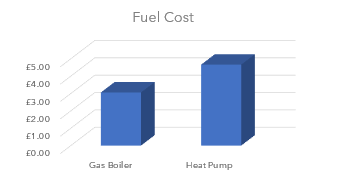 Fuel Cost
£5.00
£4.00
£3.00
£2.00
£1.00
£0.00
Gas Boiler
Heat Pump